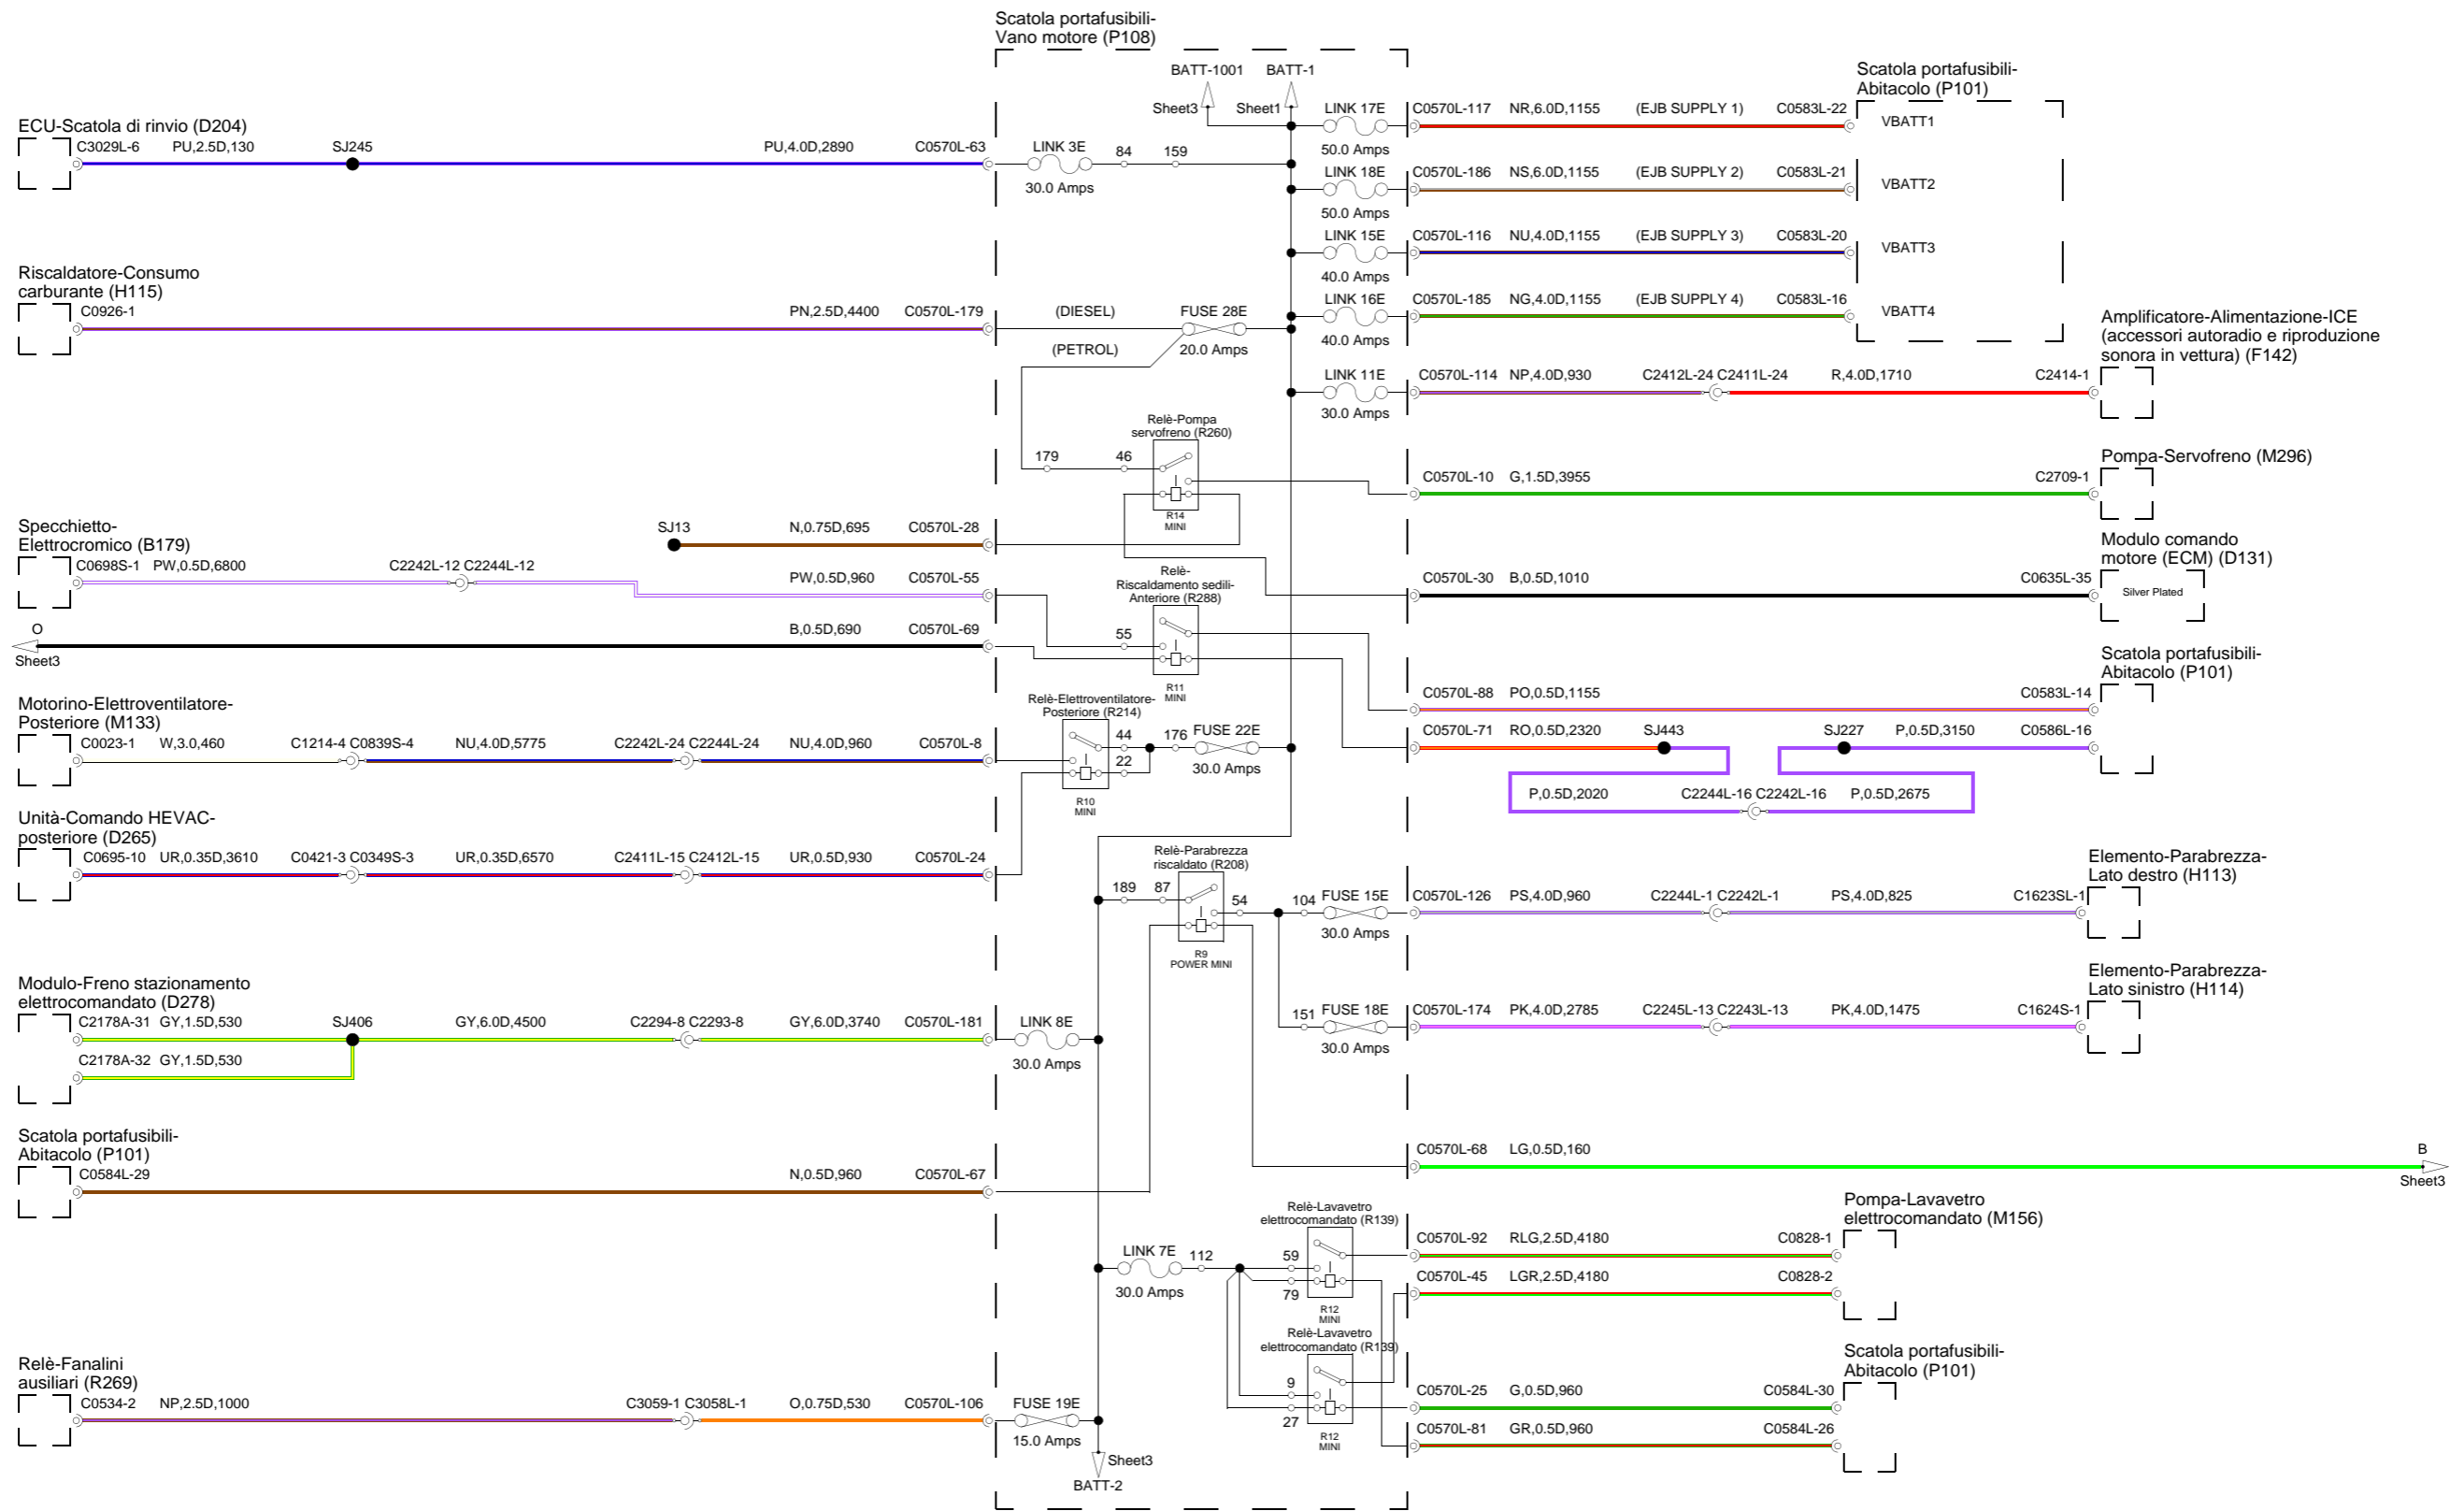 Scatola portafusibili-
Vano motore (P108)
BATT-1001 BATT-1
Sheet3 Sheet1
Scatola portafusibili-
Abitacolo (P101)
LINK 17E C0570L-117 NR,6.0D,1155 (EJB SUPPLY 1) C0583L-22 VBATT1
50.0 Amps
ECU-Scatola di rinvio (D204)
C3029L-6 PU,2.5D,130 SJ245 PU,4.0D,2890 C0570L-63 LINK 3E 84 159
30.0 Amps
LINK 18E C0570L-186 NS,6.0D,1155 (EJB SUPPLY 2) C0583L-21 VBATT2
50.0 Amps
LINK 15E C0570L-116 NU,4.0D,1155 (EJB SUPPLY 3) C0583L-20 VBATT3
40.0 Amps
Riscaldatore-Consumo
carburante (H115)
C0926-1 PN,2.5D,4400 C0570L-179 (DIESEL) FUSE 28E
(PETROL) 20.0 Amps
LINK 16E C0570L-185 NG,4.0D,1155 (EJB SUPPLY 4) C0583L-16 VBATT4
40.0 Amps
Amplificatore-Alimentazione-ICE
(accessori autoradio e riproduzione
sonora in vettura) (F142)
LINK 11E C0570L-114 NP,4.0D,930 C2412L-24 C2411L-24 R,4.0D,1710 C2414-1
30.0 Amps
Relè-Pompa
servofreno (R260)
179 46
R14
MINI
Pompa-Servofreno (M296)
C0570L-10 G,1.5D,3955 C2709-1
SJ13 N,0.75D,695 C0570L-28
Specchietto-
Elettrocromico (B179)
C0698S-1 PW,0.5D,6800 C2242L-12 C2244L-12 PW,0.5D,960 C0570L-55
Modulo comando
motore (ECM) (D131)
C0570L-30 B,0.5D,1010 C0635L-35 Silver Plated
Relè-
Riscaldamento sedili-
Anteriore (R288)
55
R11
MINI
O
Sheet3
B,0.5D,690 C0570L-69
Scatola portafusibili-
Abitacolo (P101)
C0570L-88 PO,0.5D,1155 C0583L-14
C0570L-71 RO,0.5D,2320 SJ443 SJ227 P,0.5D,3150 C0586L-16
P,0.5D,2020 C2244L-16 C2242L-16 P,0.5D,2675
Motorino-Elettroventilatore-
Posteriore (M133)
C0023-1 W,3.0,460 C1214-4 C0839S-4 NU,4.0D,5775 C2242L-24 C2244L-24 NU,4.0D,960 C0570L-8
Relè-Elettroventilatore-
Posteriore (R214)
44 176 FUSE 22E
22 30.0 Amps
R10
MINI
Unità-Comando HEVAC-
posteriore (D265)
C0695-10 UR,0.35D,3610 C0421-3 C0349S-3 UR,0.35D,6570 C2411L-15 C2412L-15 UR,0.5D,930 C0570L-24
Relè-Parabrezza
riscaldato (R208)
189 87 54 104 FUSE 15E
30.0 Amps
R9
POWER MINI
Elemento-Parabrezza-
Lato destro (H113)
C0570L-126 PS,4.0D,960 C2244L-1 C2242L-1 PS,4.0D,825 C1623SL-1
Elemento-Parabrezza-
Lato sinistro (H114)
151 FUSE 18E C0570L-174 PK,4.0D,2785 C2245L-13 C2243L-13 PK,4.0D,1475 C1624S-1
30.0 Amps
Modulo-Freno stazionamento
elettrocomandato (D278)
C2178A-31 GY,1.5D,530 SJ406 GY,6.0D,4500 C2294-8 C2293-8 GY,6.0D,3740 C0570L-181 LINK 8E
30.0 Amps
C2178A-32 GY,1.5D,530
Scatola portafusibili-
Abitacolo (P101)
C0584L-29 N,0.5D,960 C0570L-67
C0570L-68 LG,0.5D,160 B
Sheet3
Relè-Lavavetro
elettrocomandato (R139)
LINK 7E 112 59
30.0 Amps 79
R12
MINI
Pompa-Lavavetro
elettrocomandato (M156)
C0570L-92 RLG,2.5D,4180 C0828-1
C0570L-45 LGR,2.5D,4180 C0828-2
Relè-Lavavetro
elettrocomandato (R139)
9
27
R12
MINI
Scatola portafusibili-
Abitacolo (P101)
C0570L-25 G,0.5D,960 C0584L-30
C0570L-81 GR,0.5D,960 C0584L-26
Relè-Fanalini
ausiliari (R269)
C0534-2 NP,2.5D,1000 C3059-1 C3058L-1 O,0.75D,530 C0570L-106 FUSE 19E
15.0 Amps
Sheet3
BATT-2